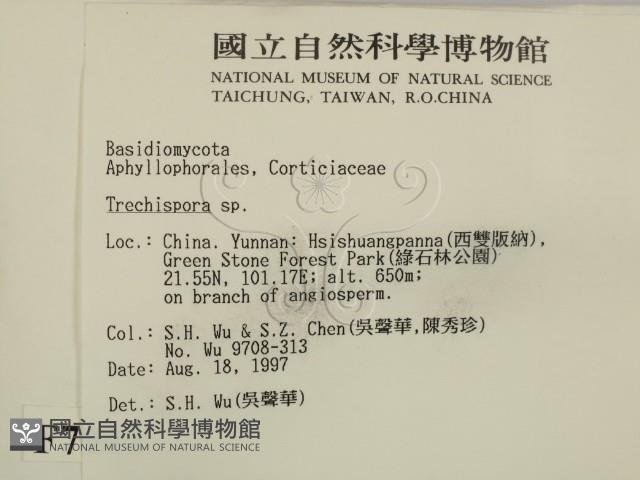 國立自然科學博物館
NATIONAL MUSEUM OF NATURAL SCIENCE
TAICHUNG, TAIWAN, R.O.CHINA
Basidiomycota
Aphyllophorales, Corticiaceae
Trechispora sp.
Loc.: China. Yunnan: Hsishuangpanna(西雙版納),
Green Stone Forest Park(綠石林公園)
21.55N, 101.17E; alt. 650m;
on branch of angiosperm.
Col.: S.H. Wu & S.Z. Chen(吳聲華,陳秀珍)
No. Wu 9708-313
Date: Aug. 18, 1997
Det.: S.H. Wu(吳聲華)
F7
國立自然科學博物館
NATIONAL MUSEUM OF NATURAL SCIENCE